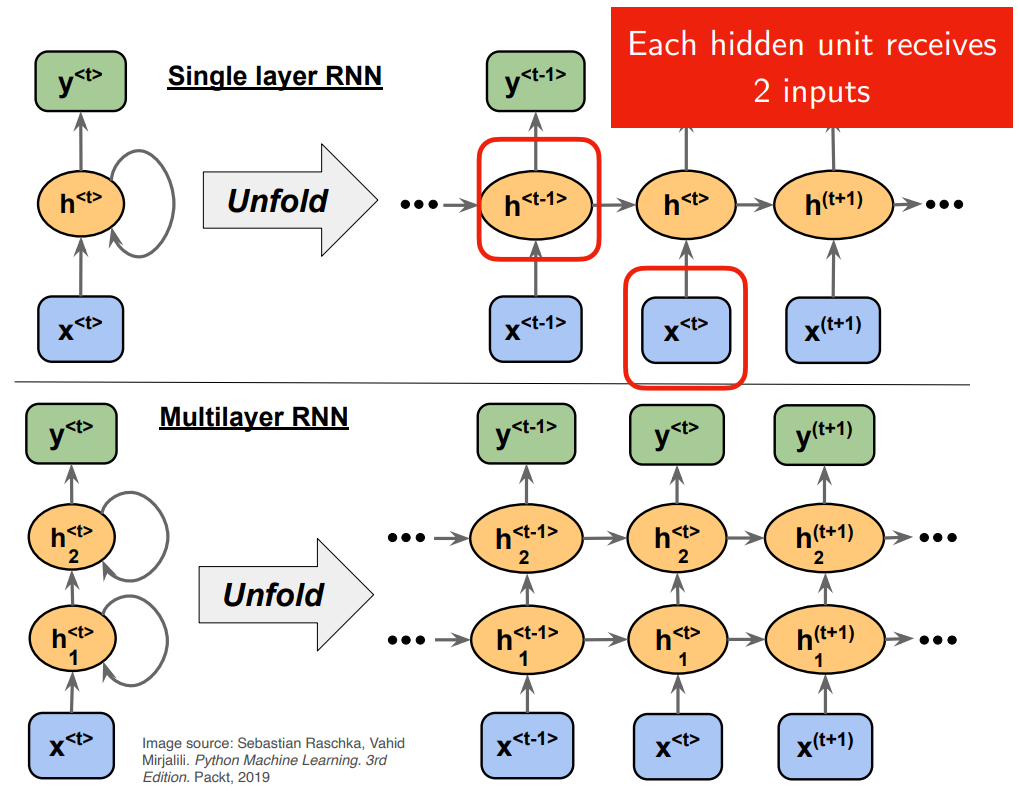 Each hidden unit receives
2 inputs
y<t>
Single layer RNN
y<t-1>
h<t>
Unfold
•••
h<t-1>
h<t>
h(t+1)
•••
x<t>
x<t-1>
x<t>
x(t+1)
Multilayer RNN
y<t>
y<t-1>
y<t>
y(t+1)
h<t>
2
•••
h<t-1>
2
h<t>
2
h(t+1)
2
•••
Unfold
h<t>
1
•••
h<t-1>
1
h<t>
1
h(t+1)
1
•••
x<t>
x<t-1>
x<t>
x(t+1)
Image source: Sebastian Raschka, Vahid
Mirjalili. Python Machine Learning. 3rd
Edition. Packt, 2019